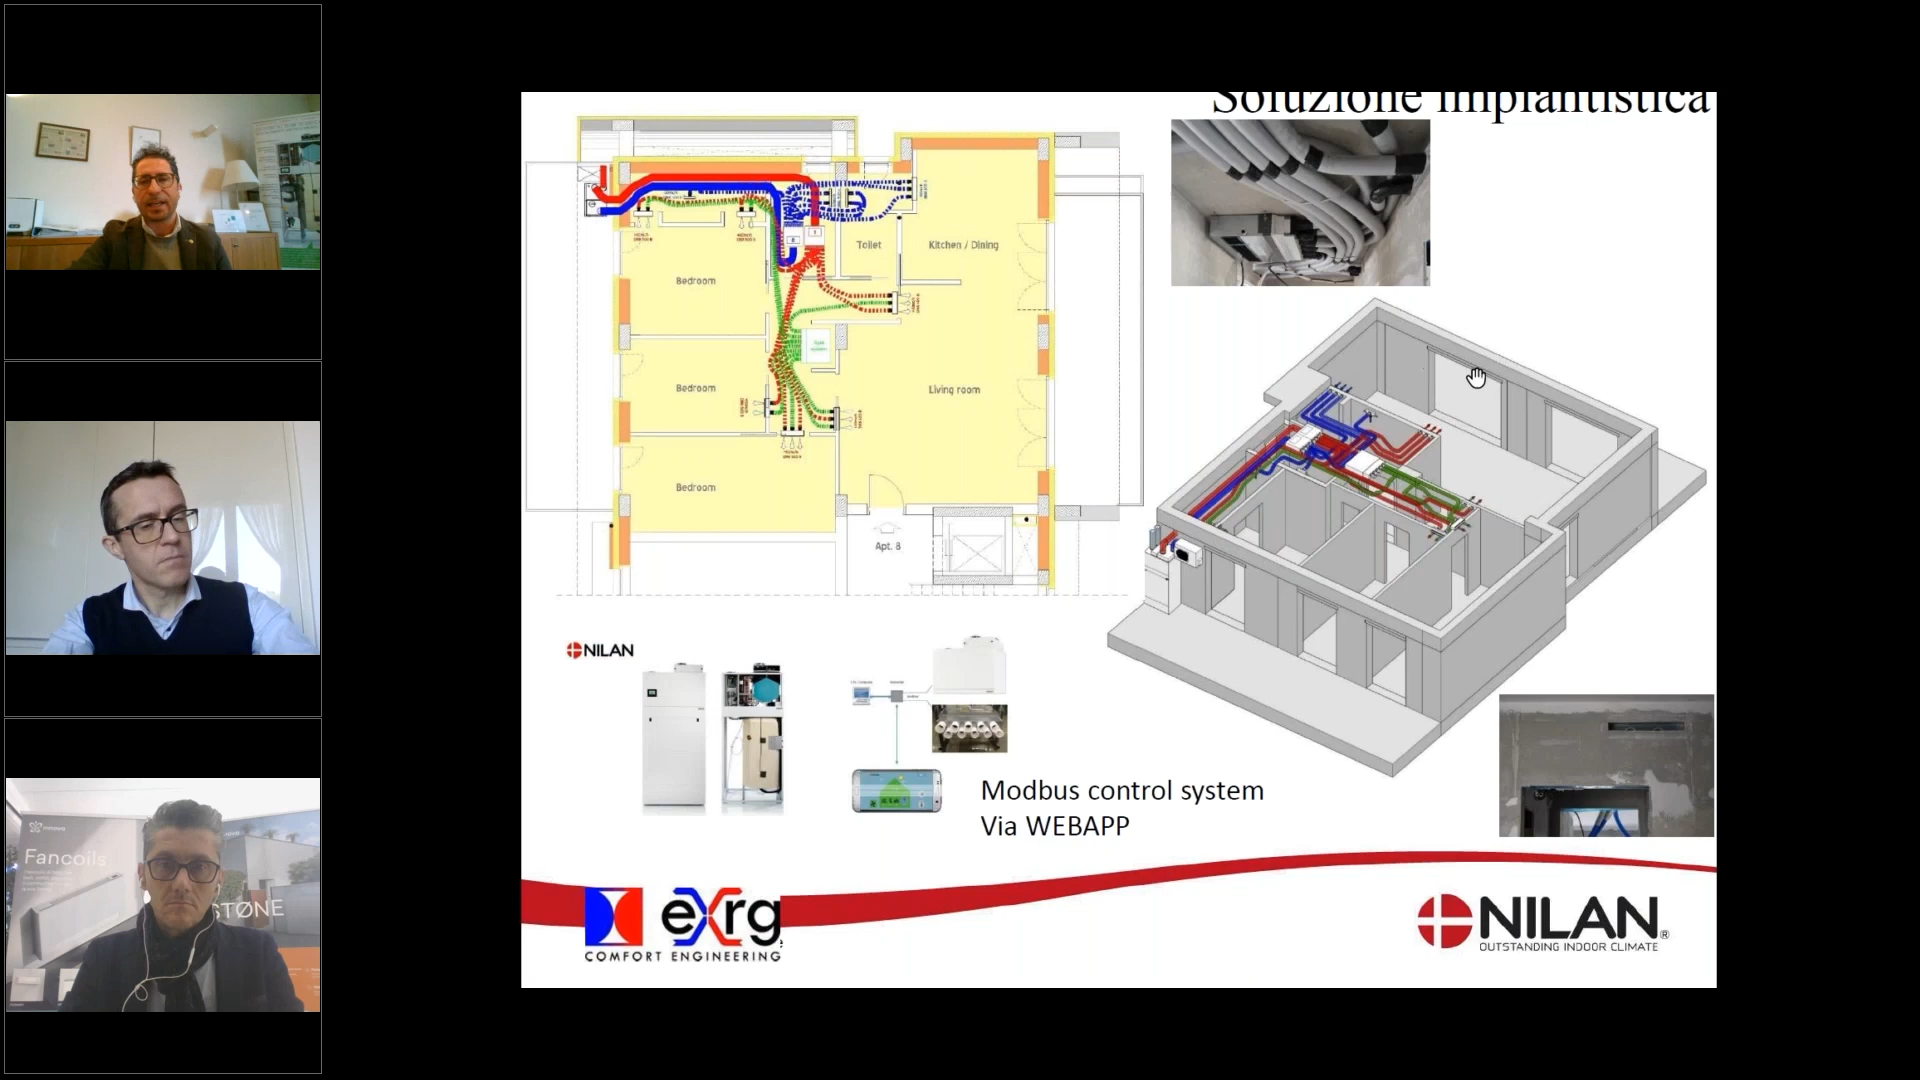 Soluzione impiantistica
Toilet
Kitchen / Dining
Bedroom
Bedroom
Living room
Bedroom
Apt. B
NILAN
Modbus control system
Via WEBAPP
innova
Fancoils
STØNE
exrg
COMFORT ENGINEERING
NILAN®
OUTSTANDING INDOOR CLIMATE